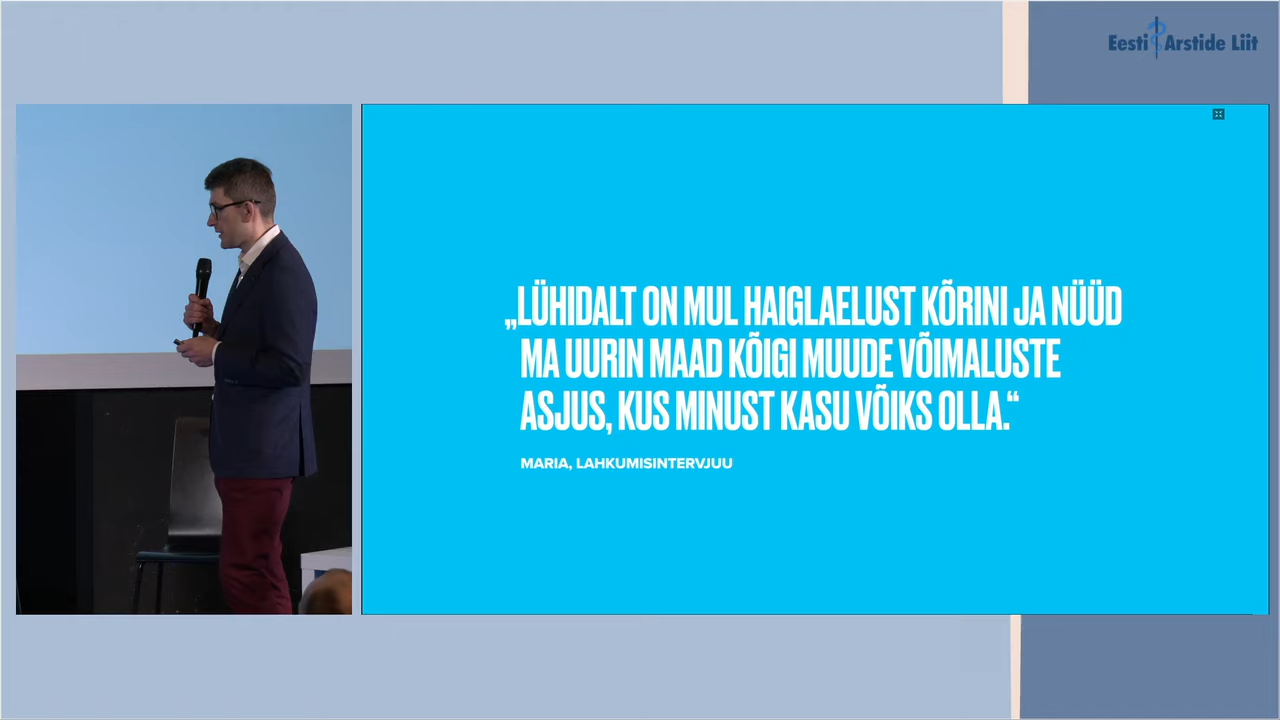 Eesti Arstide Liit
„LÜHIDALT ON MUL HAIGLAELUST KÕRINI JA NÜÜD
MA UURIN MAAD KÕIGI MUUDE VÕIMALUSTE
ASJUS, KUS MINUST KASU VÕIKS OLLA.“
MARIA, LAHKUMISINTERVJUU